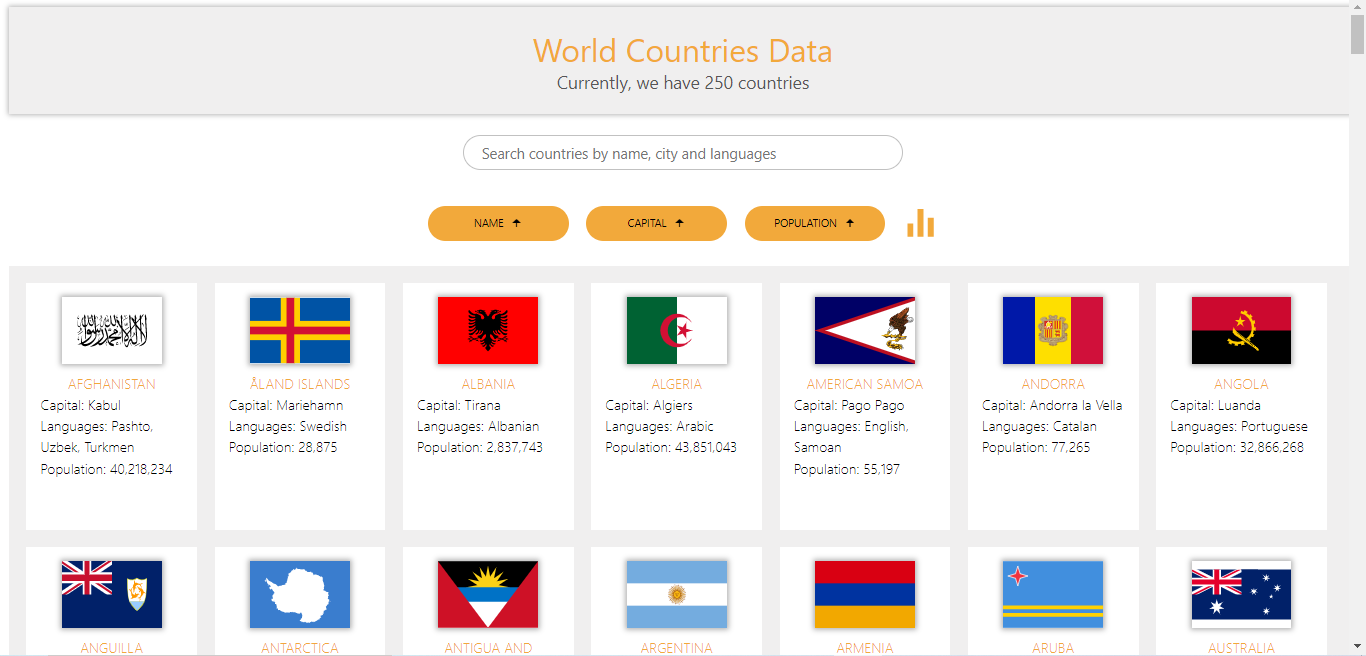 World Countries Data
Currently, we have 250 countries
Search countries by name, city and languages
NAME
CAPITAL
POPULATION
AFGHANISTAN
Capital: Kabul
Languages: Pashto,
Uzbek, Turkmen
Population: 40,218,234
ÅLAND ISLANDS
Capital: Mariehamn
Languages: Swedish
Population: 28,875
ALBANIA
Capital: Tirana
Languages: Albanian
Population: 2,837,743
ALGERIA
Capital: Algiers
Languages: Arabic
Population: 43,851,043
AMERICAN SAMOA
Capital: Pago Pago
Languages: English,
Samoan
Population: 55,197
ANDORRA
Capital: Andorra la Vella
Languages: Catalan
Population: 77,265
ANGOLA
Capital: Luanda
Languages: Portuguese
Population: 32,866,268
ANGUILLA
ANTARCTICA
ANTIGUA AND
ARGENTINA
ARMENIA
ARUBA
AUSTRALIA